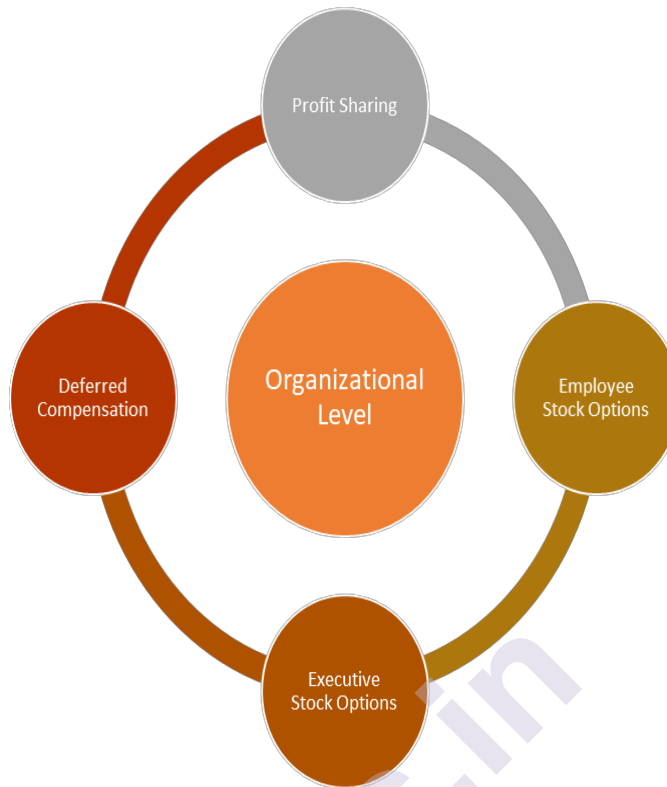 Profit Sharing
Deferred
Compensation
Organizational
Level
Employee
Stock Options
Executive
Stock Options